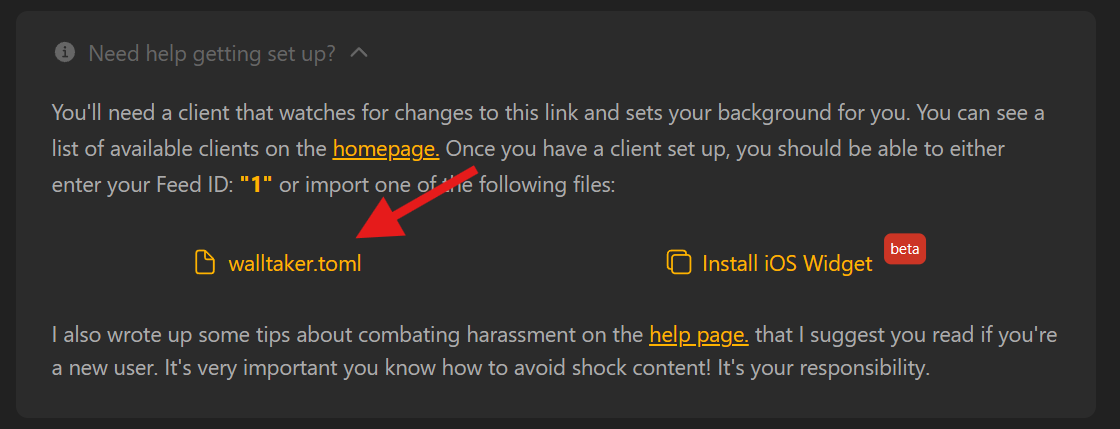 Need help getting set up?
You'll need a client that watches for changes to this link and sets your background for you. You can see a
list of available clients on the homepage. Once you have a client set up, you should be able to either
enter your Feed ID: "1" or import one of the following files:
walltaker.toml
Install iOS Widget
beta
I also wrote up some tips about combating harassment on the help page. that I suggest you read if you're
a new user. It's very important you know how to avoid shock content! It's your responsibility.